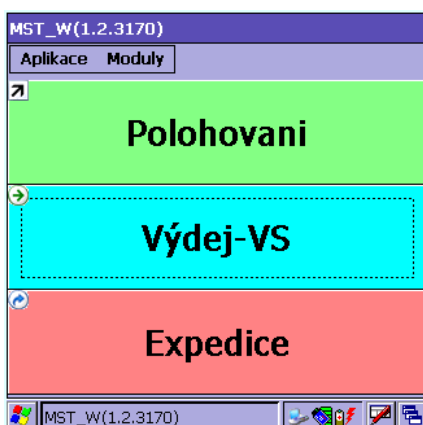 MST_W(1.2.3170)
Aplikace Moduly
Polohovani
Výdej-VS
Expedice
MST_W(1.2.3170)